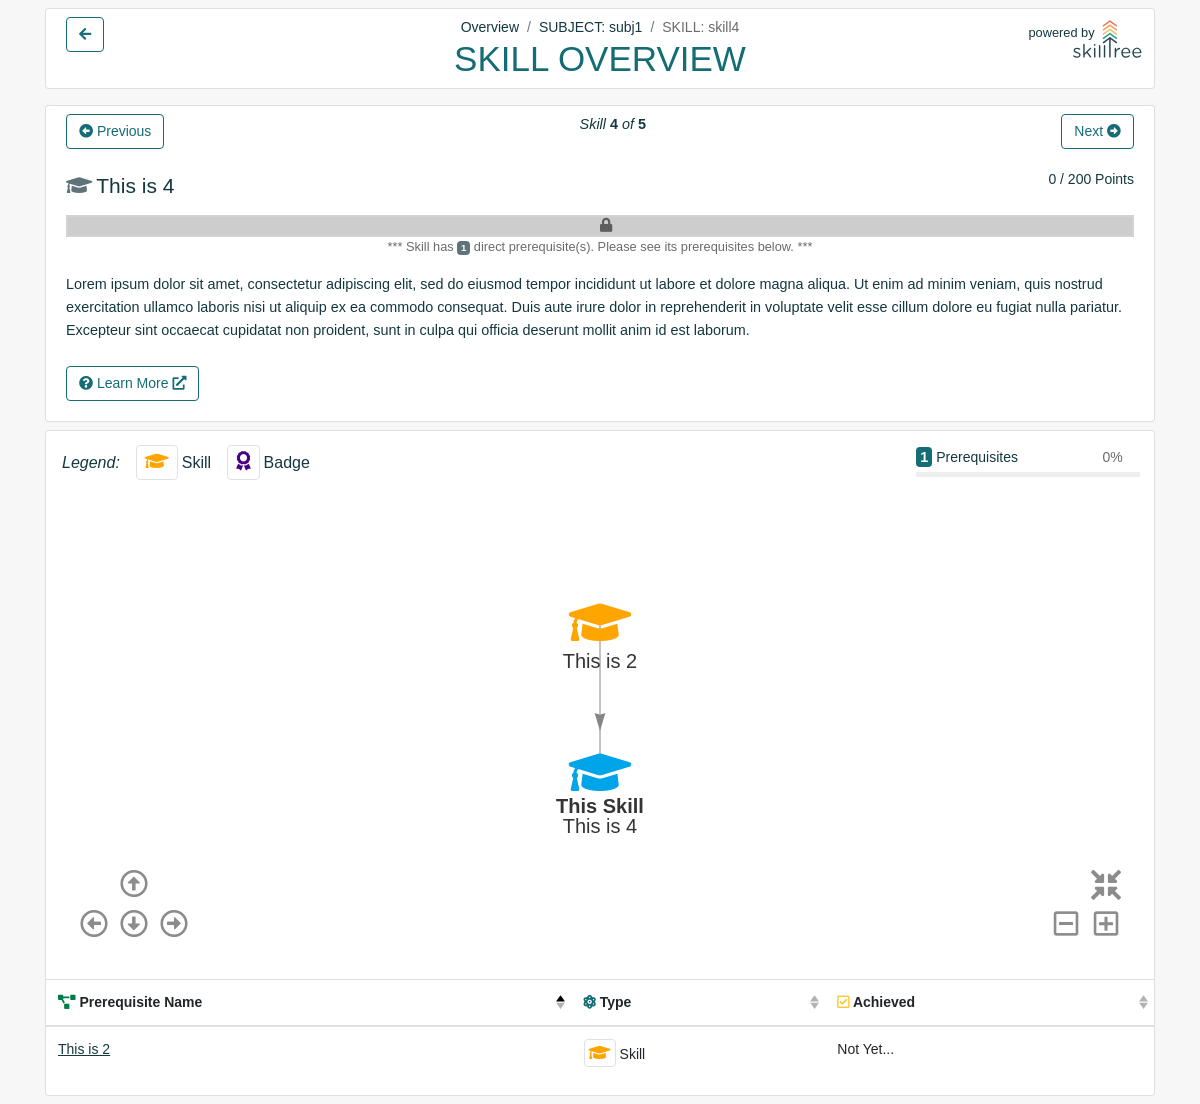 Overview / SUBJECT: subj1 / SKILL: skill4
SKILL OVERVIEW
powered by
skilltree
Previous
Skill 4 of 5
Next
This is 4
0 / 200 Points
*** Skill has 1 direct prerequisite(s). Please see its prerequisites below. ***
Lorem ipsum dolor sit amet, consectetur adipiscing elit, sed do eiusmod tempor incididunt ut labore et dolore magna aliqua. Ut enim ad minim veniam, quis nostrud
exercitation ullamco laboris nisi ut aliquip ex ea commodo consequat. Duis aute irure dolor in reprehenderit in voluptate velit esse cillum dolore eu fugiat nulla pariatur.
Excepteur sint occaecat cupidatat non proident, sunt in culpa qui officia deserunt mollit anim id est laborum.
Learn More
Legend: Skill Badge
1 Prerequisites 0%
This is 2
This Skill
This is 4
Prerequisite Name Type Achieved
This is 2 Skill Not Yet...